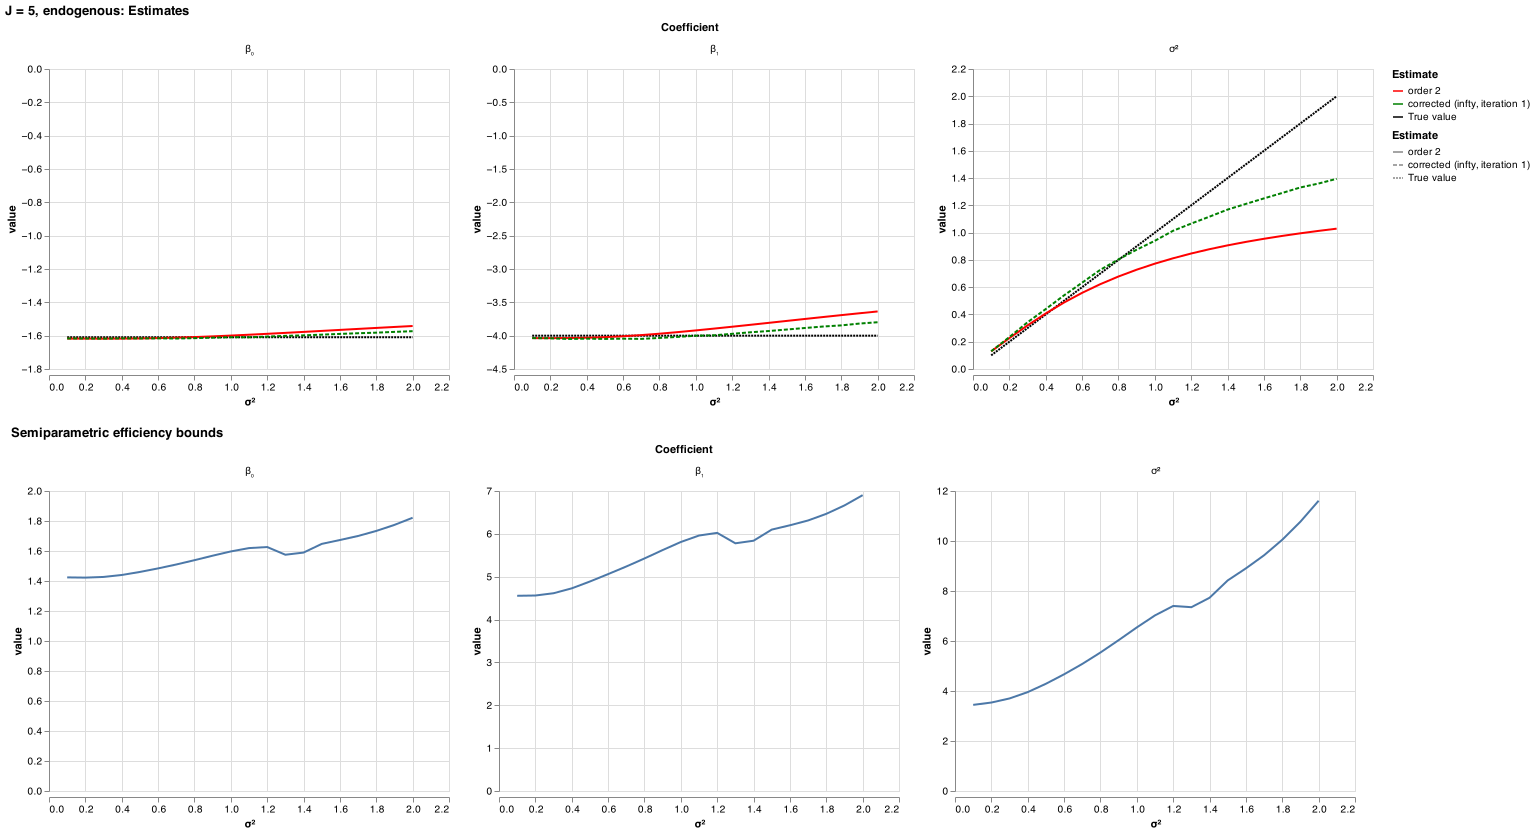 J = 5, endogenous: Estimates
Coefficient
β₀
β₁
σ²
0.0
−0.2
−0.4
−0.6
−0.8
−1.0
−1.2
−1.4
−1.6
−1.8
value
0.0 0.2 0.4 0.6 0.8 1.0 1.2 1.4 1.6 1.8 2.0 2.2
σ²
0.0
−0.5
−1.0
−1.5
−2.0
−2.5
−3.0
−3.5
−4.0
−4.5
value
0.0 0.2 0.4 0.6 0.8 1.0 1.2 1.4 1.6 1.8 2.0 2.2
σ²
2.2
2.0
1.8
1.6
1.4
1.2
1.0
0.8
0.6
0.4
0.2
0.0
value
0.0 0.2 0.4 0.6 0.8 1.0 1.2 1.4 1.6 1.8 2.0 2.2
σ²
Estimate
order 2
corrected (infty, iteration 1)
True value
Estimate
order 2
corrected (infty, iteration 1)
True value
Semiparametric efficiency bounds
Coefficient
β₀
β₁
σ²
2.0
1.8
1.6
1.4
1.2
1.0
0.8
0.6
0.4
0.2
0.0
value
0.0 0.2 0.4 0.6 0.8 1.0 1.2 1.4 1.6 1.8 2.0 2.2
σ²
7
6
5
4
3
2
1
0
value
0.0 0.2 0.4 0.6 0.8 1.0 1.2 1.4 1.6 1.8 2.0 2.2
σ²
12
10
8
6
4
2
0
value
0.0 0.2 0.4 0.6 0.8 1.0 1.2 1.4 1.6 1.8 2.0 2.2
σ²